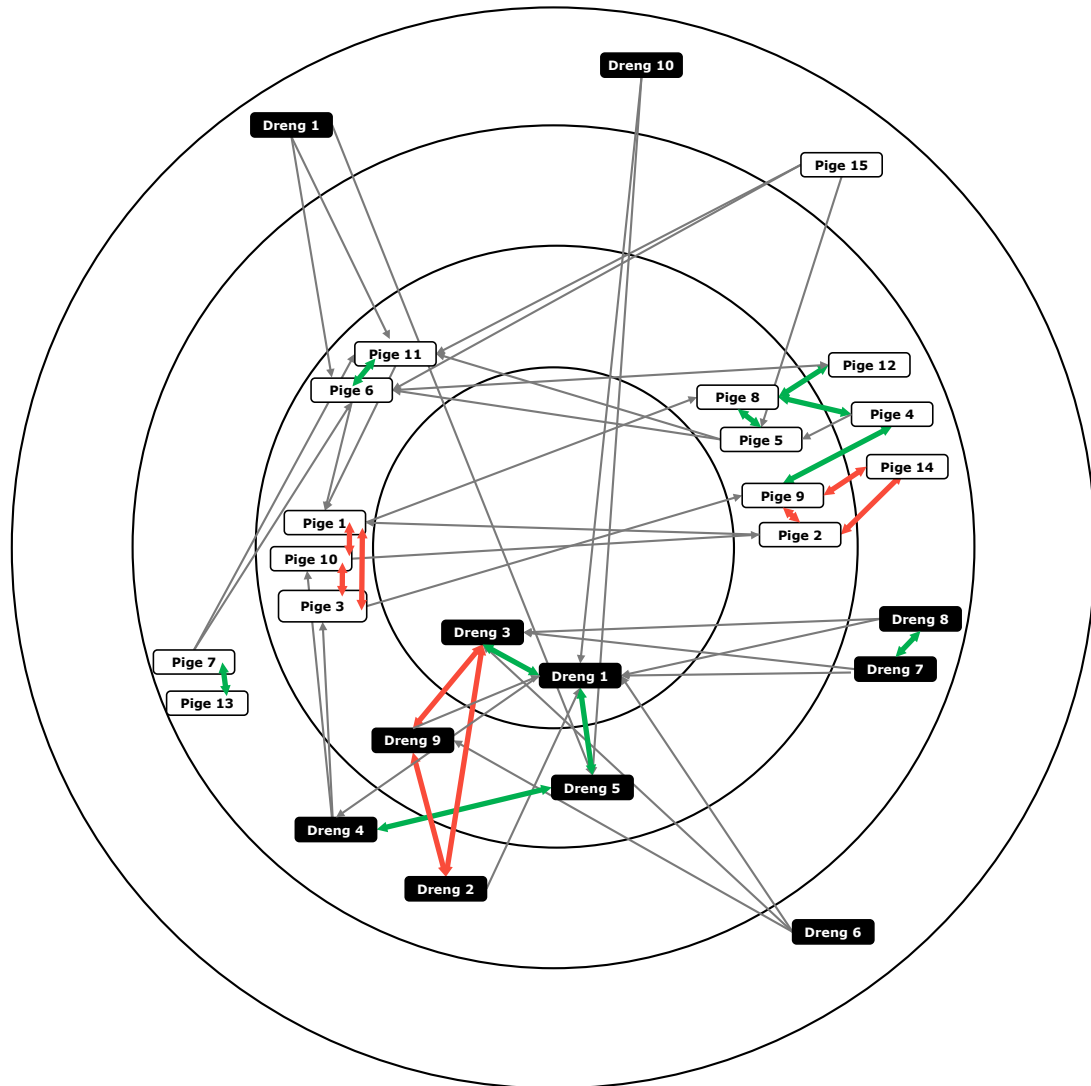 Dreng 10
Dreng 1
Pige 15
Pige 11
Pige 12
Pige 6
Pige 8
Pige 4
Pige 5
Pige 14
Pige 9
Pige 1
Pige 2
Pige 10
Pige 3
Dreng 8
Dreng 3
Pige 7
Dreng 7
Dreng 1
Pige 13
Dreng 9
Dreng 5
Dreng 4
Dreng 2
Dreng 6